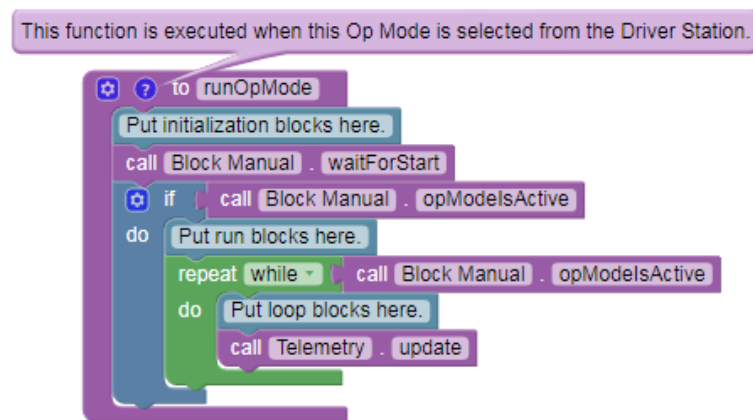 This function is executed when this Op Mode is selected from the Driver Station.
? to runOpMode
Put initialization blocks here.
call Block Manual . waitForStart
if call Block Manual . opModeIsActive
do Put run blocks here.
repeat while call Block Manual . opModeIsActive
do Put loop blocks here.
call Telemetry . update